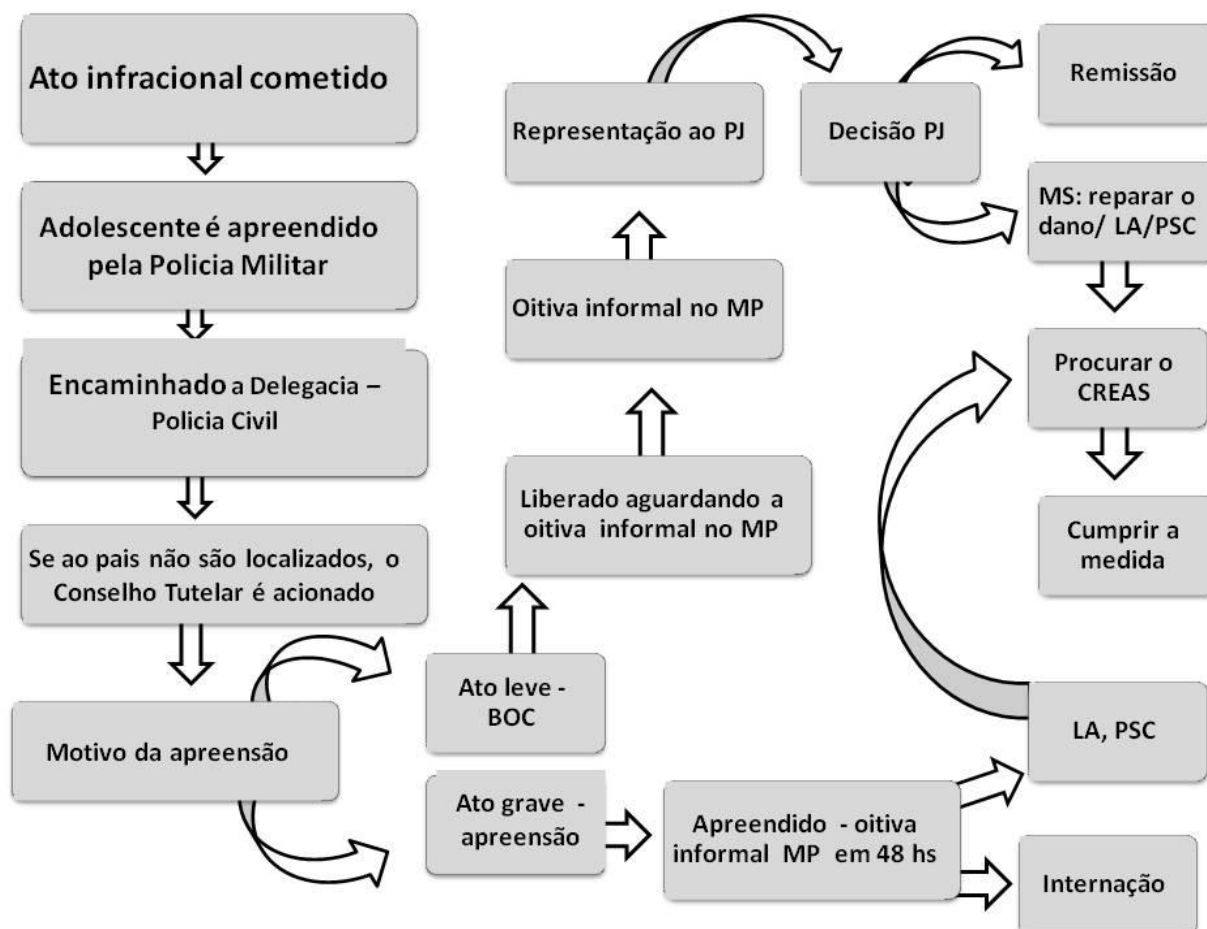 Ato infracional cometido
Adolescente é apreendido
pela Policia Militar
Encaminhado a Delegacia –
Policia Civil
Se ao pais não são localizados, o
Conselho Tutelar é acionado
Motivo da apreensão
Ato leve -
BOC
Ato grave -
apreensão
Liberado aguardando a
oitiva informal no MP
Oitiva informal no MP
Representação ao PJ
Decisão PJ
Remissão
MS: reparar o
dano/ LA/PSC
Procurar o
CREAS
Cumprir a
medida
Apreendido - oitiva
informal MP em 48 hs
LA, PSC
Internação